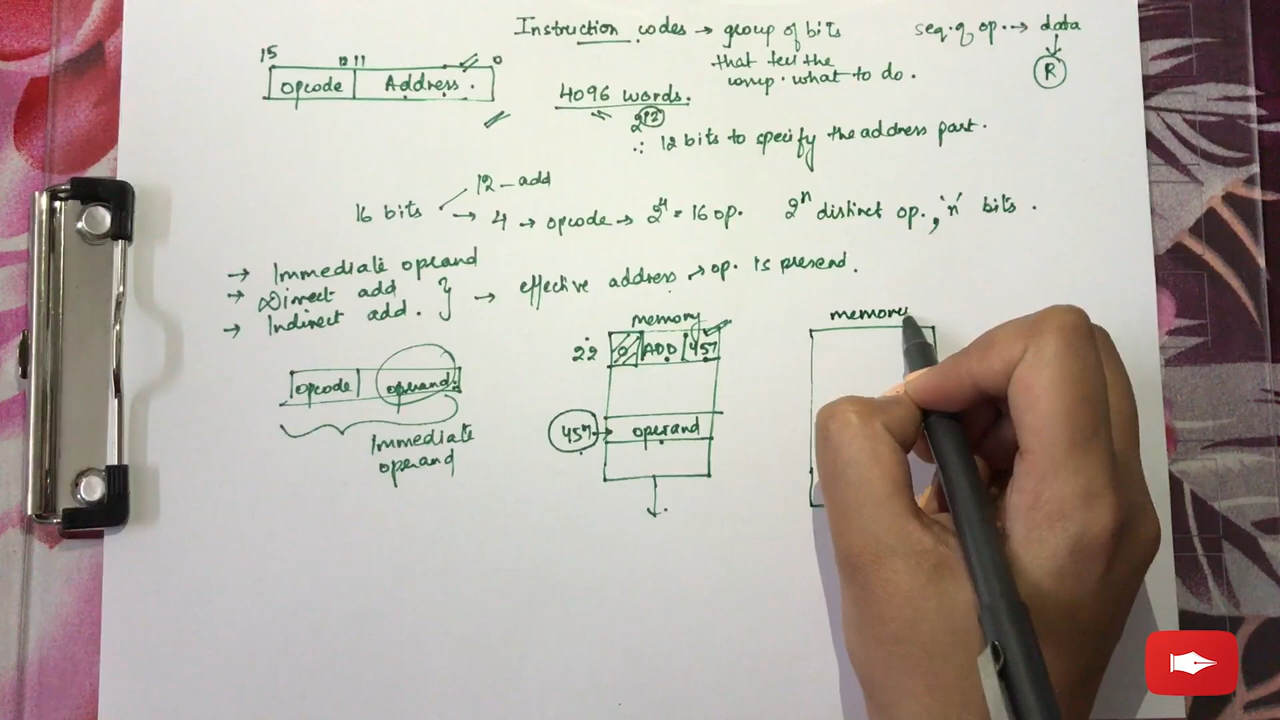 Instruction codes → group of bits
that tell the
comp. what to do.
seq. of op. → data
R
15 12 11 0
opcode Address
4096 words.
2^12
∴ 12 bits to specify the address part.
16 bits
12 – add
4 → opcode → 2^4 = 16 op.
2^n distinct op., 'n' bits.
→ Immediate operand
→ Direct add
→ Indirect add. } → effective address → op. is present.
opcode operand
Immediate
operand
memory
22 0 ADD 457
457 → operand
memory